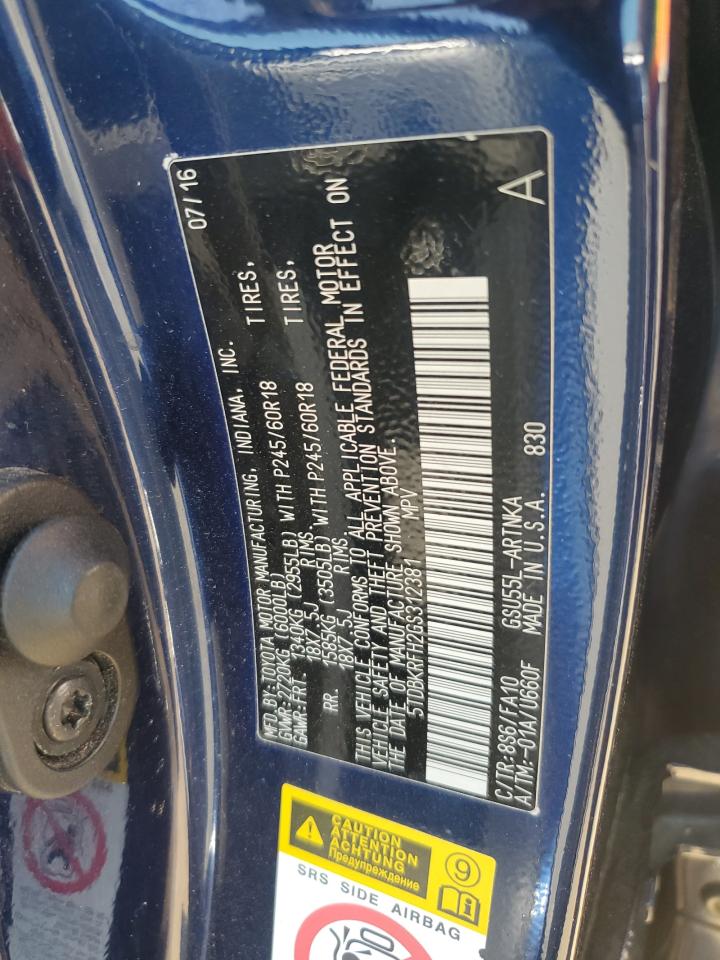 07/16
MFD BY:TOYOTA MOTOR MANUFACTURING, INDIANA, INC.
GVWR:2720KG (6000LB)
GAWR-FRT. 1340KG (2955LB) WITH P245/60R18 TIRES,
18X7.5J RIMS
RR. 1585KG (3505LB) WITH P245/60R18 TIRES,
18X7.5J RIMS.
THIS VEHICLE CONFORMS TO ALL APPLICABLE FEDERAL MOTOR
VEHICLE SAFETY AND THEFT PREVENTION STANDARDS IN EFFECT ON
THE DATE OF MANUFACTURE SHOWN ABOVE.
5TDBKRFH2GS312381 MPV
C/TR:8S6/FA10 GSU55L-ARTNKA 830
A/TM:-01A/U660F MADE IN U.S.A. A
CAUTION
ATTENTION
ACHTUNG
Предупреждение
9
i
SRS SIDE AIRBAG